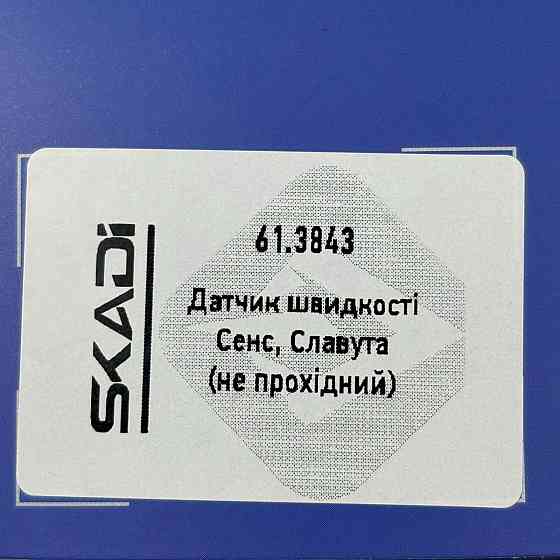 SKADI
61.3843
Датчик швидкості
Сенс, Славута
(не прохідний)